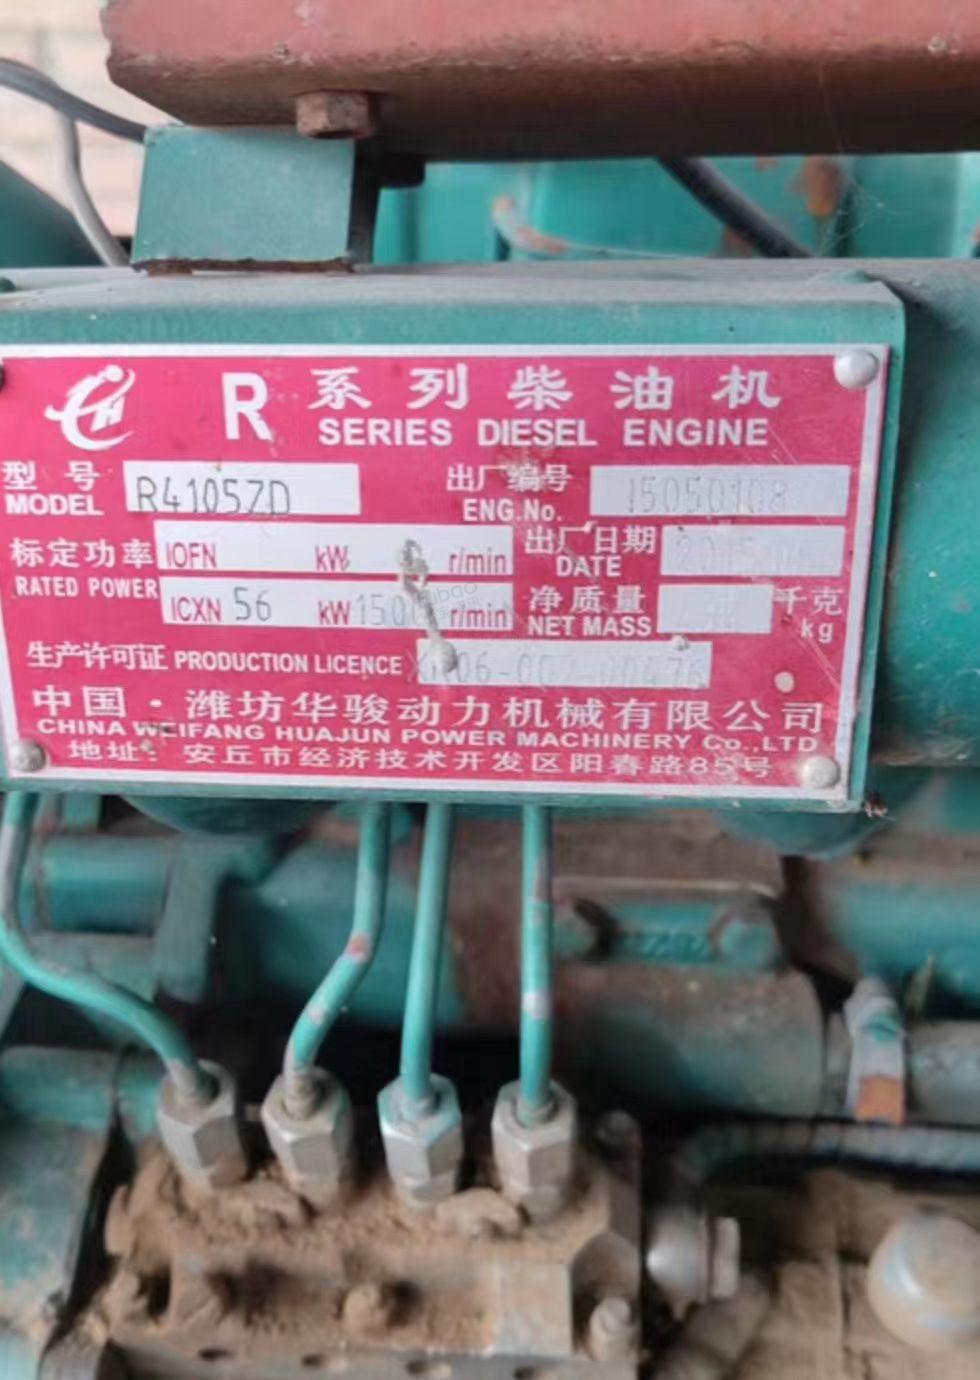 R 系列柴油机
SERIES DIESEL ENGINE
型号 MODEL R4105ZD 出厂编号 ENG.No. 15050108
标定功率 RATED POWER IOFN kW r/min 出厂日期 DATE
ICXN 56 kW 1500 r/min 净质量 NET MASS 千克 kg
生产许可证 PRODUCTION LICENCE
中国·潍坊华骏动力机械有限公司
CHINA WEIFANG HUAJUN POWER MACHINERY Co.,LTD
地址：安丘市经济技术开发区阳春路85号